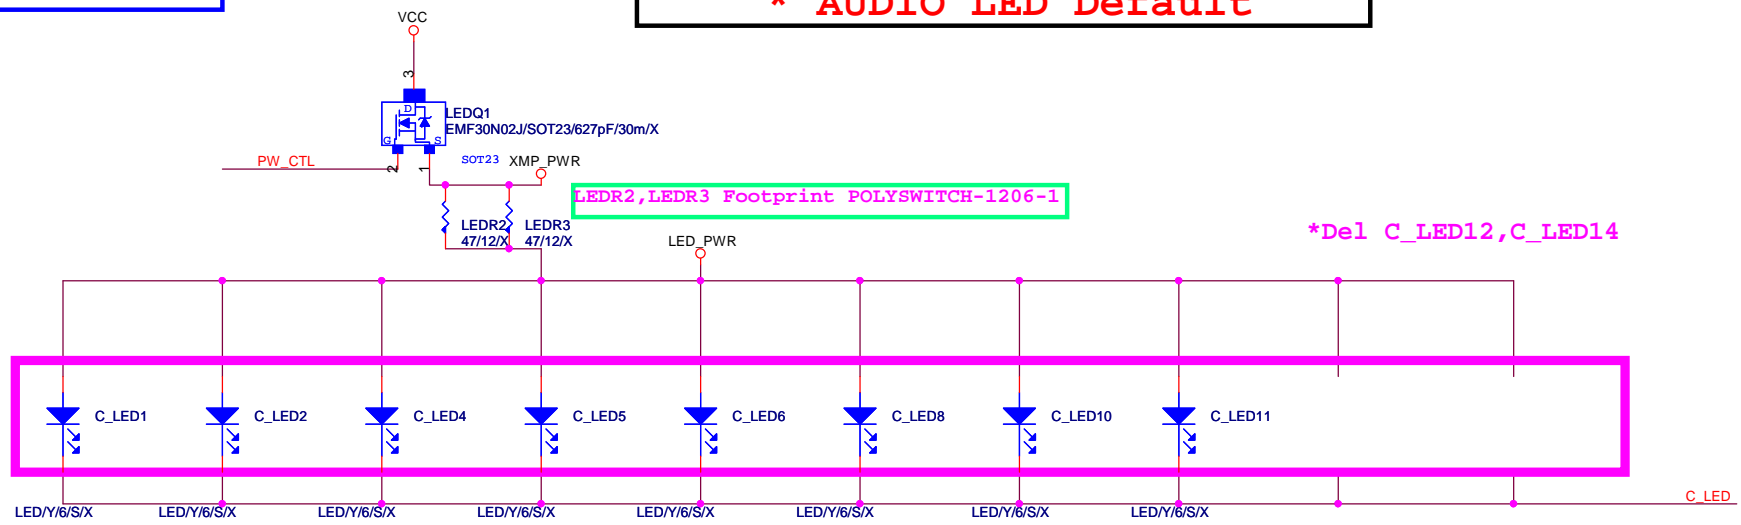 * AUDIO LED Default
VCC
3
D
LEDQ1
EMF30N02J/SOT23/627pF/30m/X
G
S
PW_CTL
2
1
SOT23
XMP_PWR
LEDR2,LEDR3 Footprint POLYSWITCH-1206-1
LEDR2
47/12/X
LEDR3
47/12/X
LED_PWR
*Del C_LED12,C_LED14
C_LED1
C_LED2
C_LED4
C_LED5
C_LED6
C_LED8
C_LED10
C_LED11
C_LED
LED/Y/6/S/X
LED/Y/6/S/X
LED/Y/6/S/X
LED/Y/6/S/X
LED/Y/6/S/X
LED/Y/6/S/X
LED/Y/6/S/X
LED/Y/6/S/X